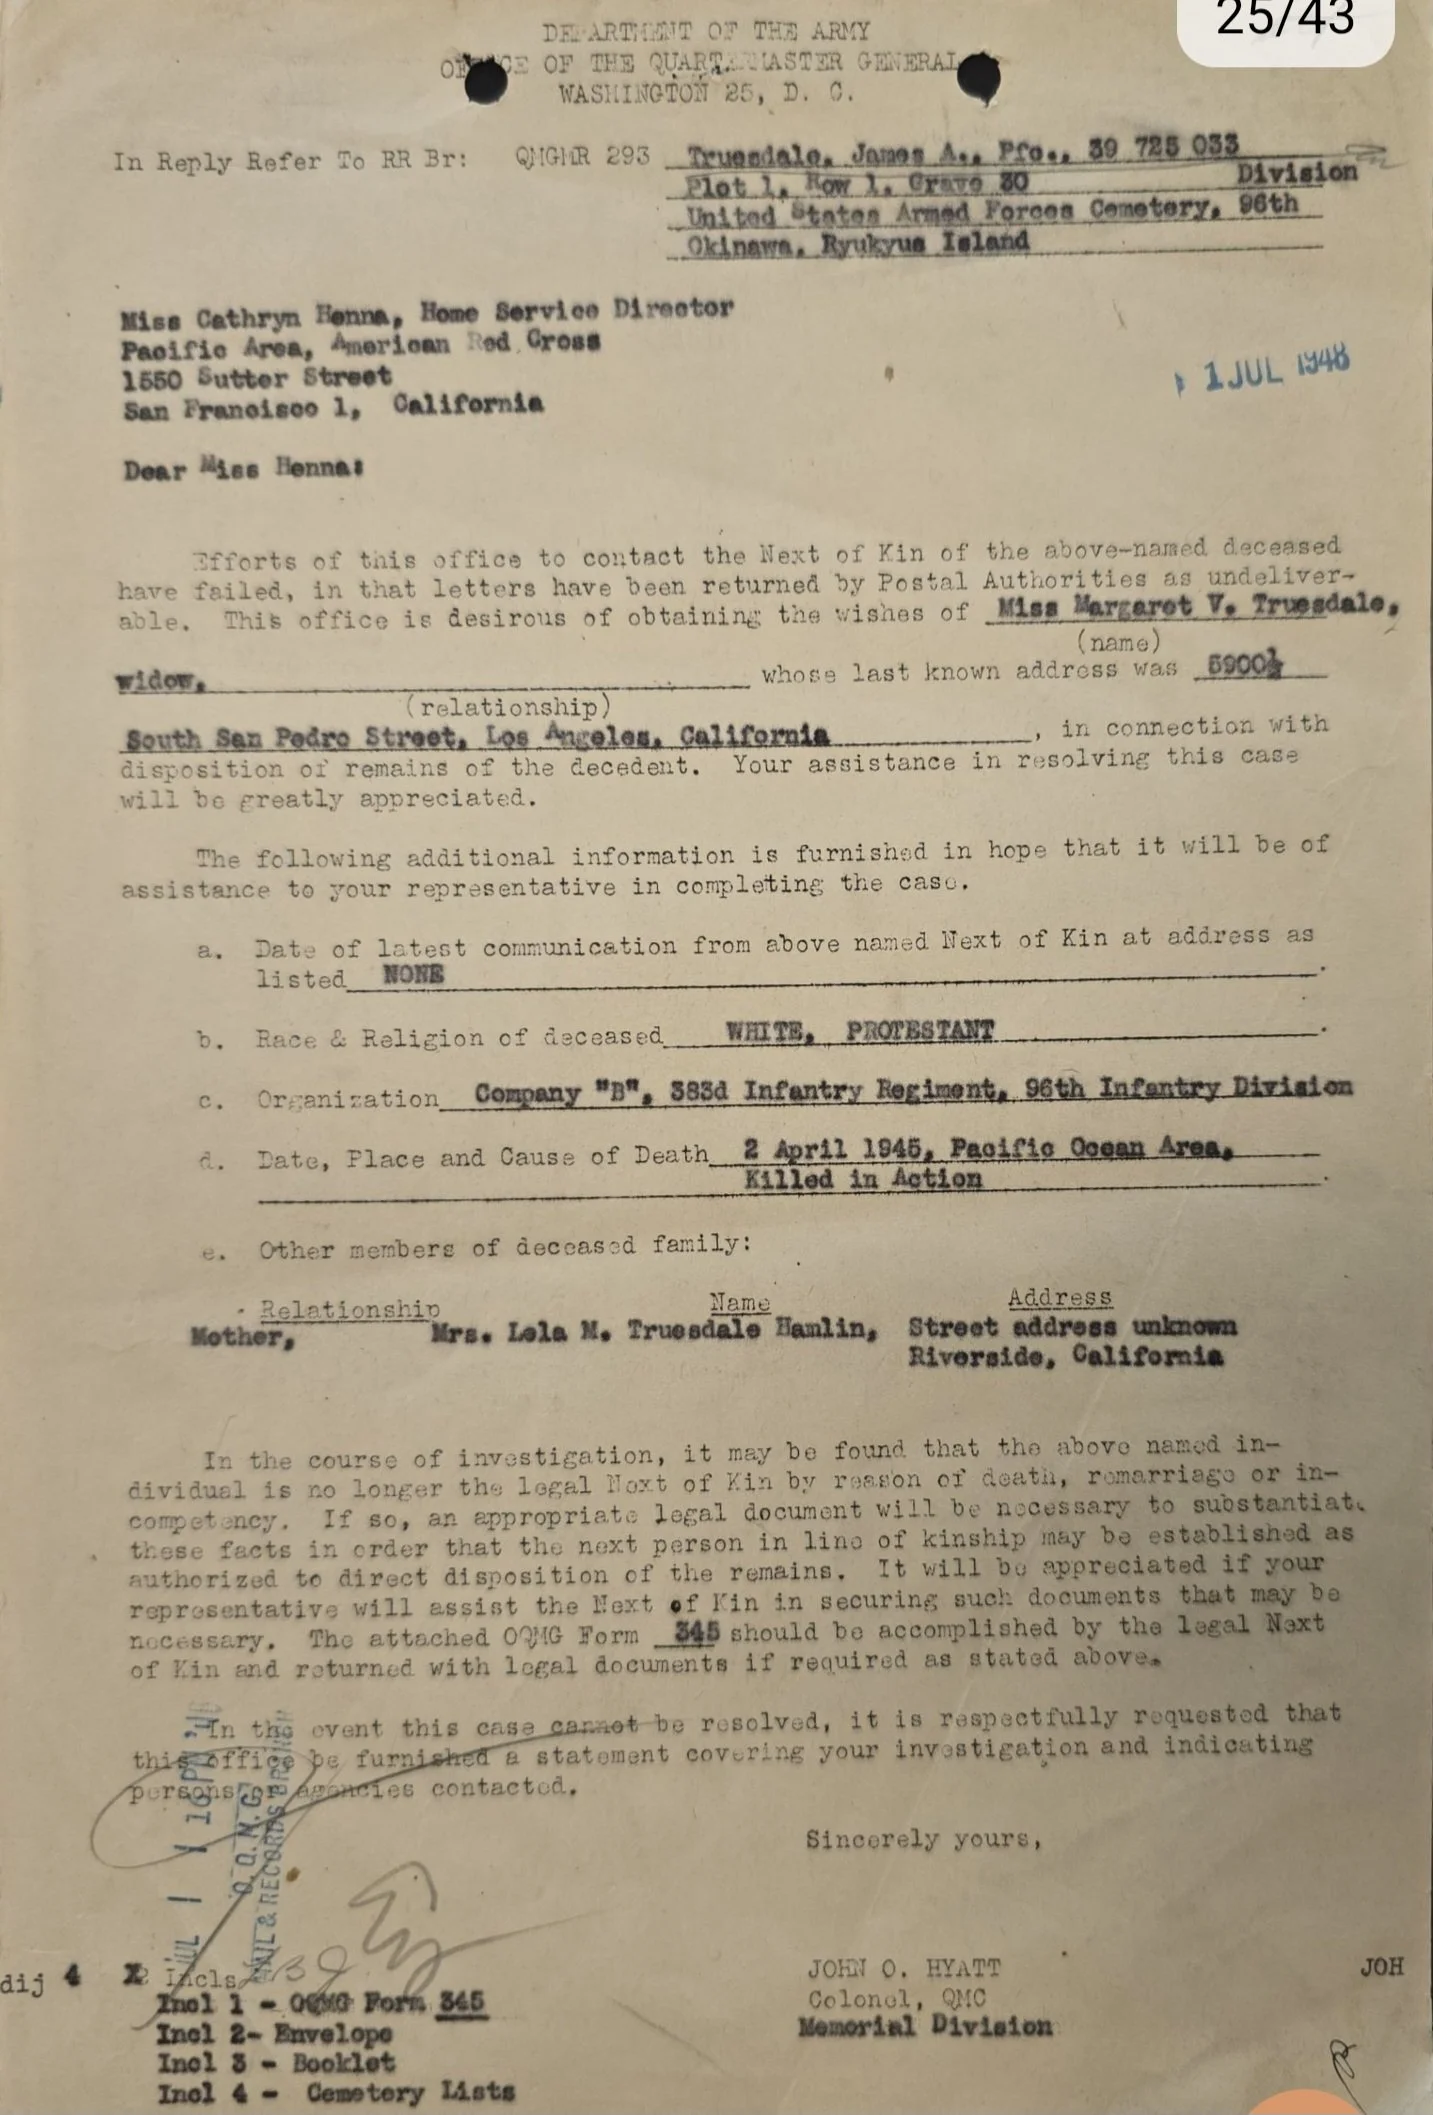 25/43
DEPARTMENT OF THE ARMY
OFFICE OF THE QUARTERMASTER GENERAL
WASHINGTON 25, D. C.
In Reply Refer To RR Br: QMGMR 293 Truesdale, James A., Pfc., 39 725 033
Plot 1, Row 1, Grave 30 Division
United States Armed Forces Cemetery, 96th
Okinawa, Ryukyus Island
Miss Cathryn Henna, Home Service Director
Pacific Area, American Red Cross
1550 Sutter Street
San Francisco 1, California
1 JUL 1948
Dear Miss Henna:
Efforts of this office to contact the Next of Kin of the above-named deceased
have failed, in that letters have been returned by Postal Authorities as undeliver-
able. This office is desirous of obtaining the wishes of Miss Margaret V. Truesdale,
(name)
widow, whose last known address was 5900½
(relationship)
South San Pedro Street, Los Angeles, California, in connection with
disposition of remains of the decedent. Your assistance in resolving this case
will be greatly appreciated.
The following additional information is furnished in hope that it will be of
assistance to your representative in completing the case.
a. Date of latest communication from above named Next of Kin at address as
listed NONE.
b. Race & Religion of deceased WHITE, PROTESTANT.
c. Organization Company "B", 383d Infantry Regiment, 96th Infantry Division
d. Date, Place and Cause of Death 2 April 1945, Pacific Ocean Area,
Killed in Action.
e. Other members of deceased family:
Relationship Name Address
Mother, Mrs. Lela M. Truesdale Hamlin, Street address unknown
Riverside, California
In the course of investigation, it may be found that the above named in-
dividual is no longer the legal Next of Kin by reason of death, remarriage or in-
competency. If so, an appropriate legal document will be necessary to substantiate
these facts in order that the next person in line of kinship may be established as
authorized to direct disposition of the remains. It will be appreciated if your
representative will assist the Next of Kin in securing such documents that may be
necessary. The attached OQMG Form 345 should be accomplished by the legal Next
of Kin and returned with legal documents if required as stated above.
In the event this case cannot be resolved, it is respectfully requested that
this office be furnished a statement covering your investigation and indicating
persons or agencies contacted.
Sincerely yours,
JUL 1 1 16 PM
O.Q.M.G.
MAIL & RECORDS BRANCH
dij 4 Incls
Incl 1 - OQMG Form 345
Incl 2- Envelope
Incl 3 - Booklet
Incl 4 - Cemetery Lists
JOHN O. HYATT JOH
Colonel, QMC
Memorial Division